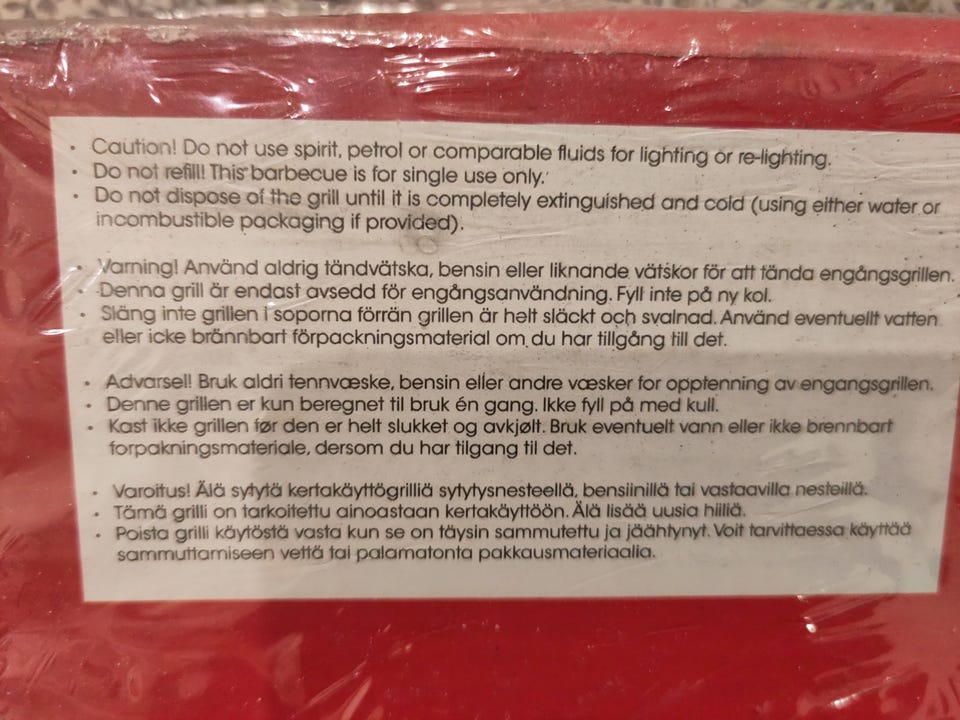 • Caution! Do not use spirit, petrol or comparable fluids for lighting or re-lighting.
• Do not refill! This barbecue is for single use only.
• Do not dispose of the grill until it is completely extinguished and cold (using either water or
incombustible packaging if provided).
• Varning! Använd aldrig tändvätska, bensin eller liknande vätskor för att tända engångsgrillen.
• Denna grill är endast avsedd för engångsanvändning. Fyll inte på ny kol.
• Släng inte grillen i soporna förrän grillen är helt släckt och svalnad. Använd eventuellt vatten
eller icke brännbart förpackningsmaterial om du har tillgång till det.
• Advarsel! Bruk aldri tennvæske, bensin eller andre væsker for opptenning av engangsgrillen.
• Denne grillen er kun beregnet til bruk én gang. Ikke fyll på med kull.
• Kast ikke grillen før den er helt slukket og avkjølt. Bruk eventuelt vann eller ikke brennbart
forpakningsmateriale, dersom du har tilgang til det.
• Varoitus! Älä sytytä kertakäyttögrilliä sytytysnesteellä, bensiinillä tai vastaavilla nesteillä.
• Tämä grilli on tarkoitettu ainoastaan kertakäyttöön. Älä lisää uusia hiiliä.
• Poista grilli käytöstä vasta kun se on täysin sammutettu ja jäähtynyt. Voit tarvittaessa käyttää
sammuttamiseen vettä tai palamatonta pakkausmateriaalia.